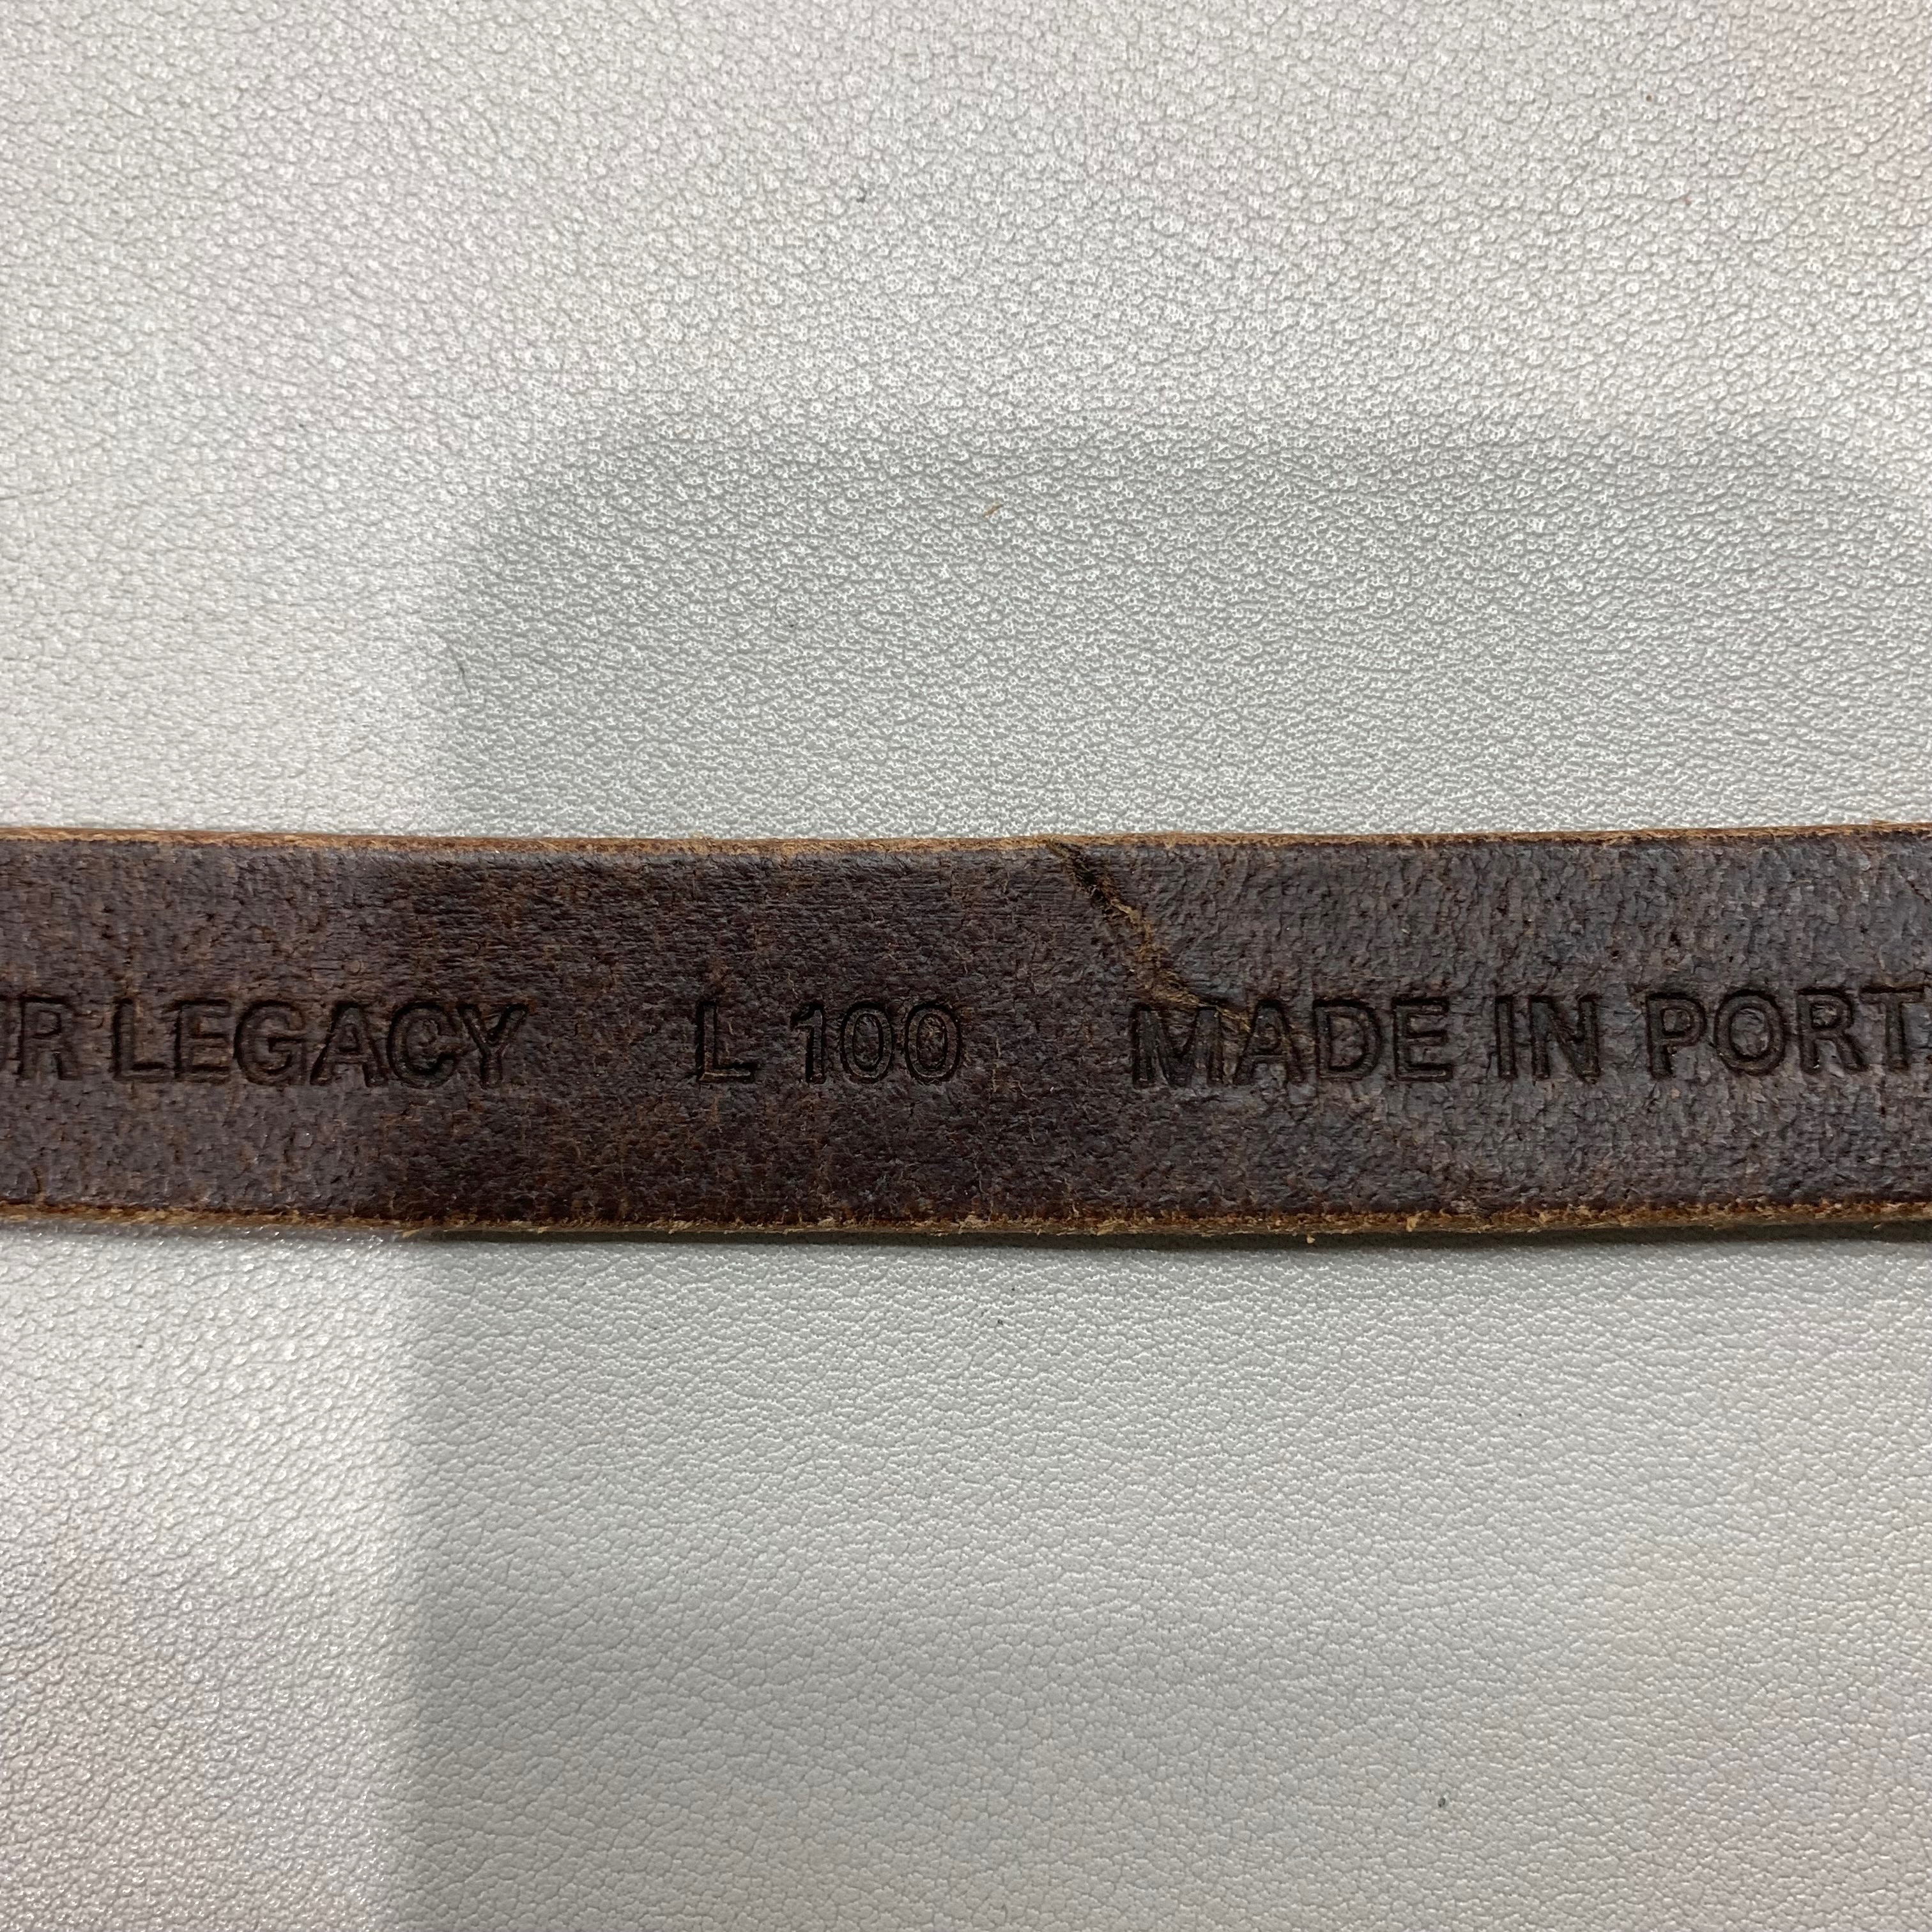 R LEGACY L 100 MADE IN PORT